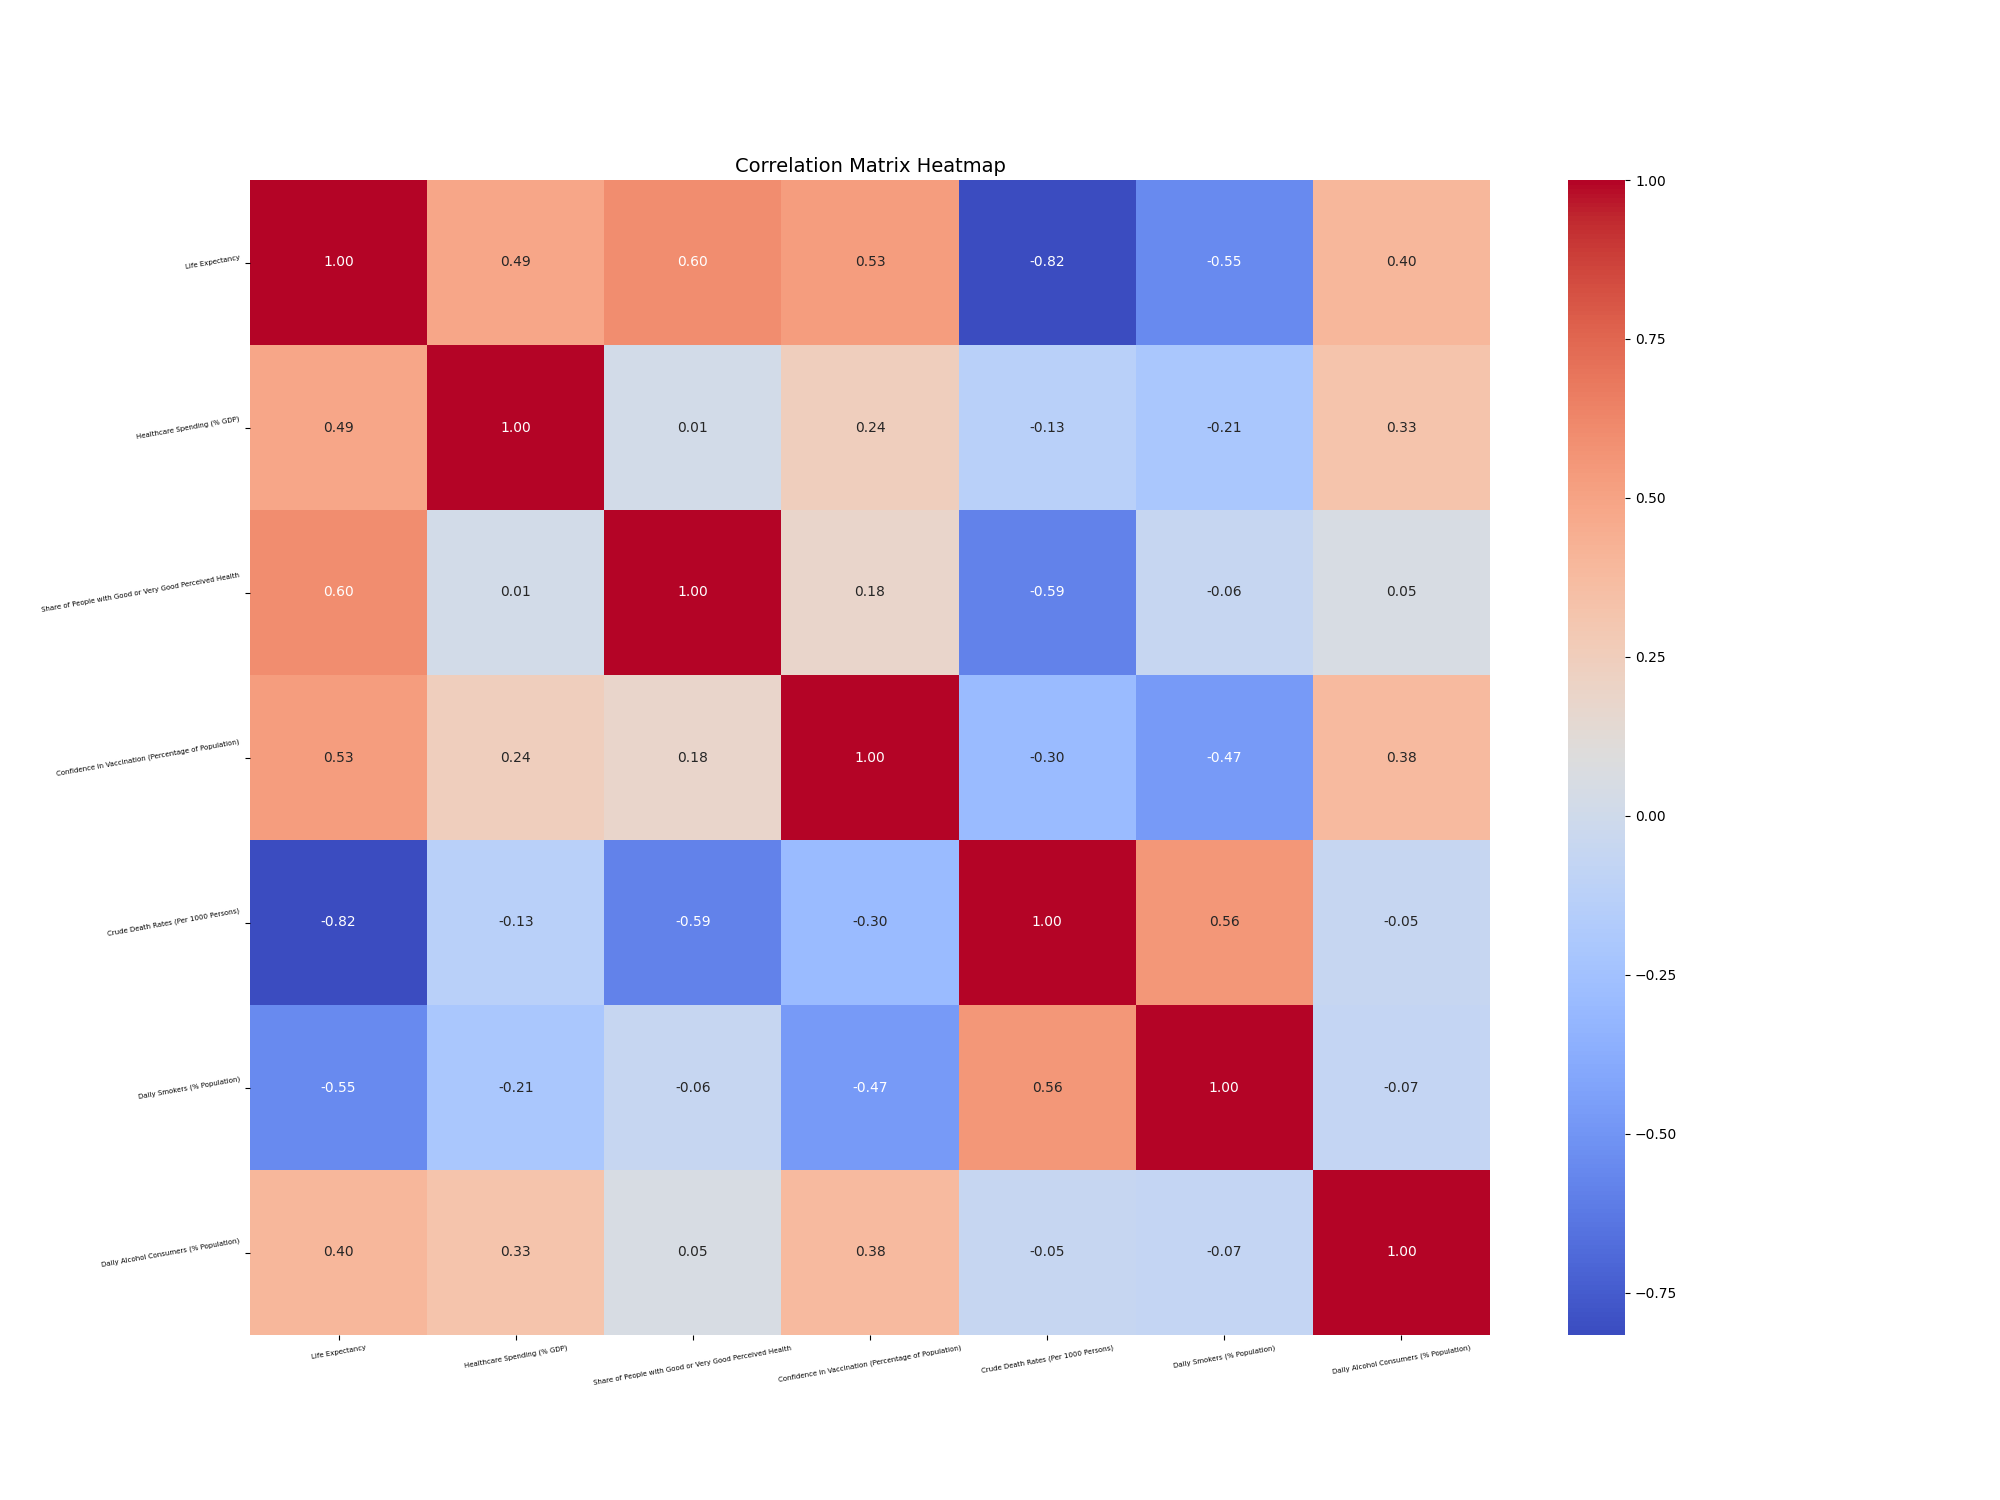 Correlation Matrix Heatmap
Life Expectancy
1.00 0.49 0.60 0.53 -0.82 -0.55 0.40
Healthcare Spending (% GDP)
0.49 1.00 0.01 0.24 -0.13 -0.21 0.33
Share of People with Good or Very Good Perceived Health
0.60 0.01 1.00 0.18 -0.59 -0.06 0.05
Confidence in Vaccination (Percentage of Population)
0.53 0.24 0.18 1.00 -0.30 -0.47 0.38
Crude Death Rates (Per 1000 Persons)
-0.82 -0.13 -0.59 -0.30 1.00 0.56 -0.05
Daily Smokers (% Population)
-0.55 -0.21 -0.06 -0.47 0.56 1.00 -0.07
Daily Alcohol Consumers (% Population)
0.40 0.33 0.05 0.38 -0.05 -0.07 1.00
Life Expectancy
Healthcare Spending (% GDP)
Share of People with Good or Very Good Perceived Health
Confidence in Vaccination (Percentage of Population)
Crude Death Rates (Per 1000 Persons)
Daily Smokers (% Population)
Daily Alcohol Consumers (% Population)
1.00
0.75
0.50
0.25
0.00
−0.25
−0.50
−0.75